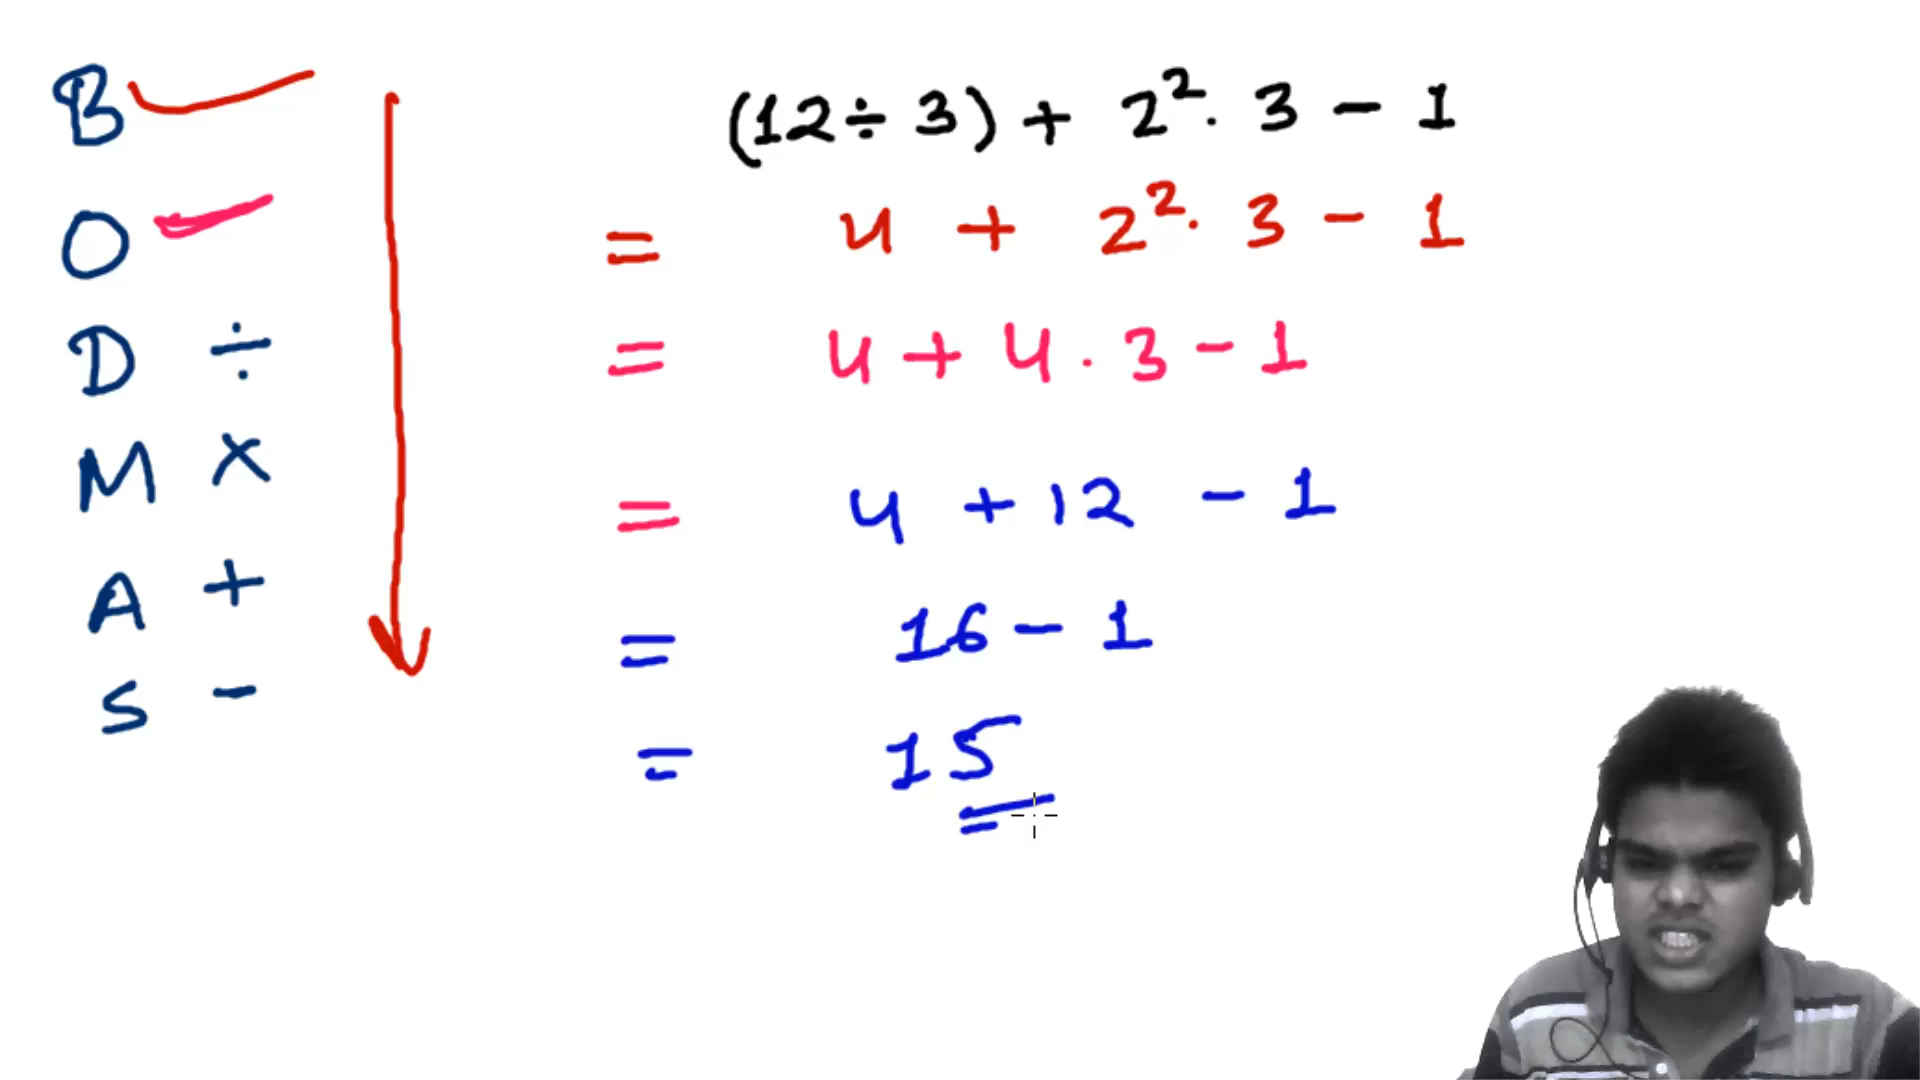 B
O
D ÷
M ×
A +
S -
(12 ÷ 3) + 2² · 3 - 1
= 4 + 2² · 3 - 1
= 4 + 4 · 3 - 1
= 4 + 12 - 1
= 16 - 1
= 15